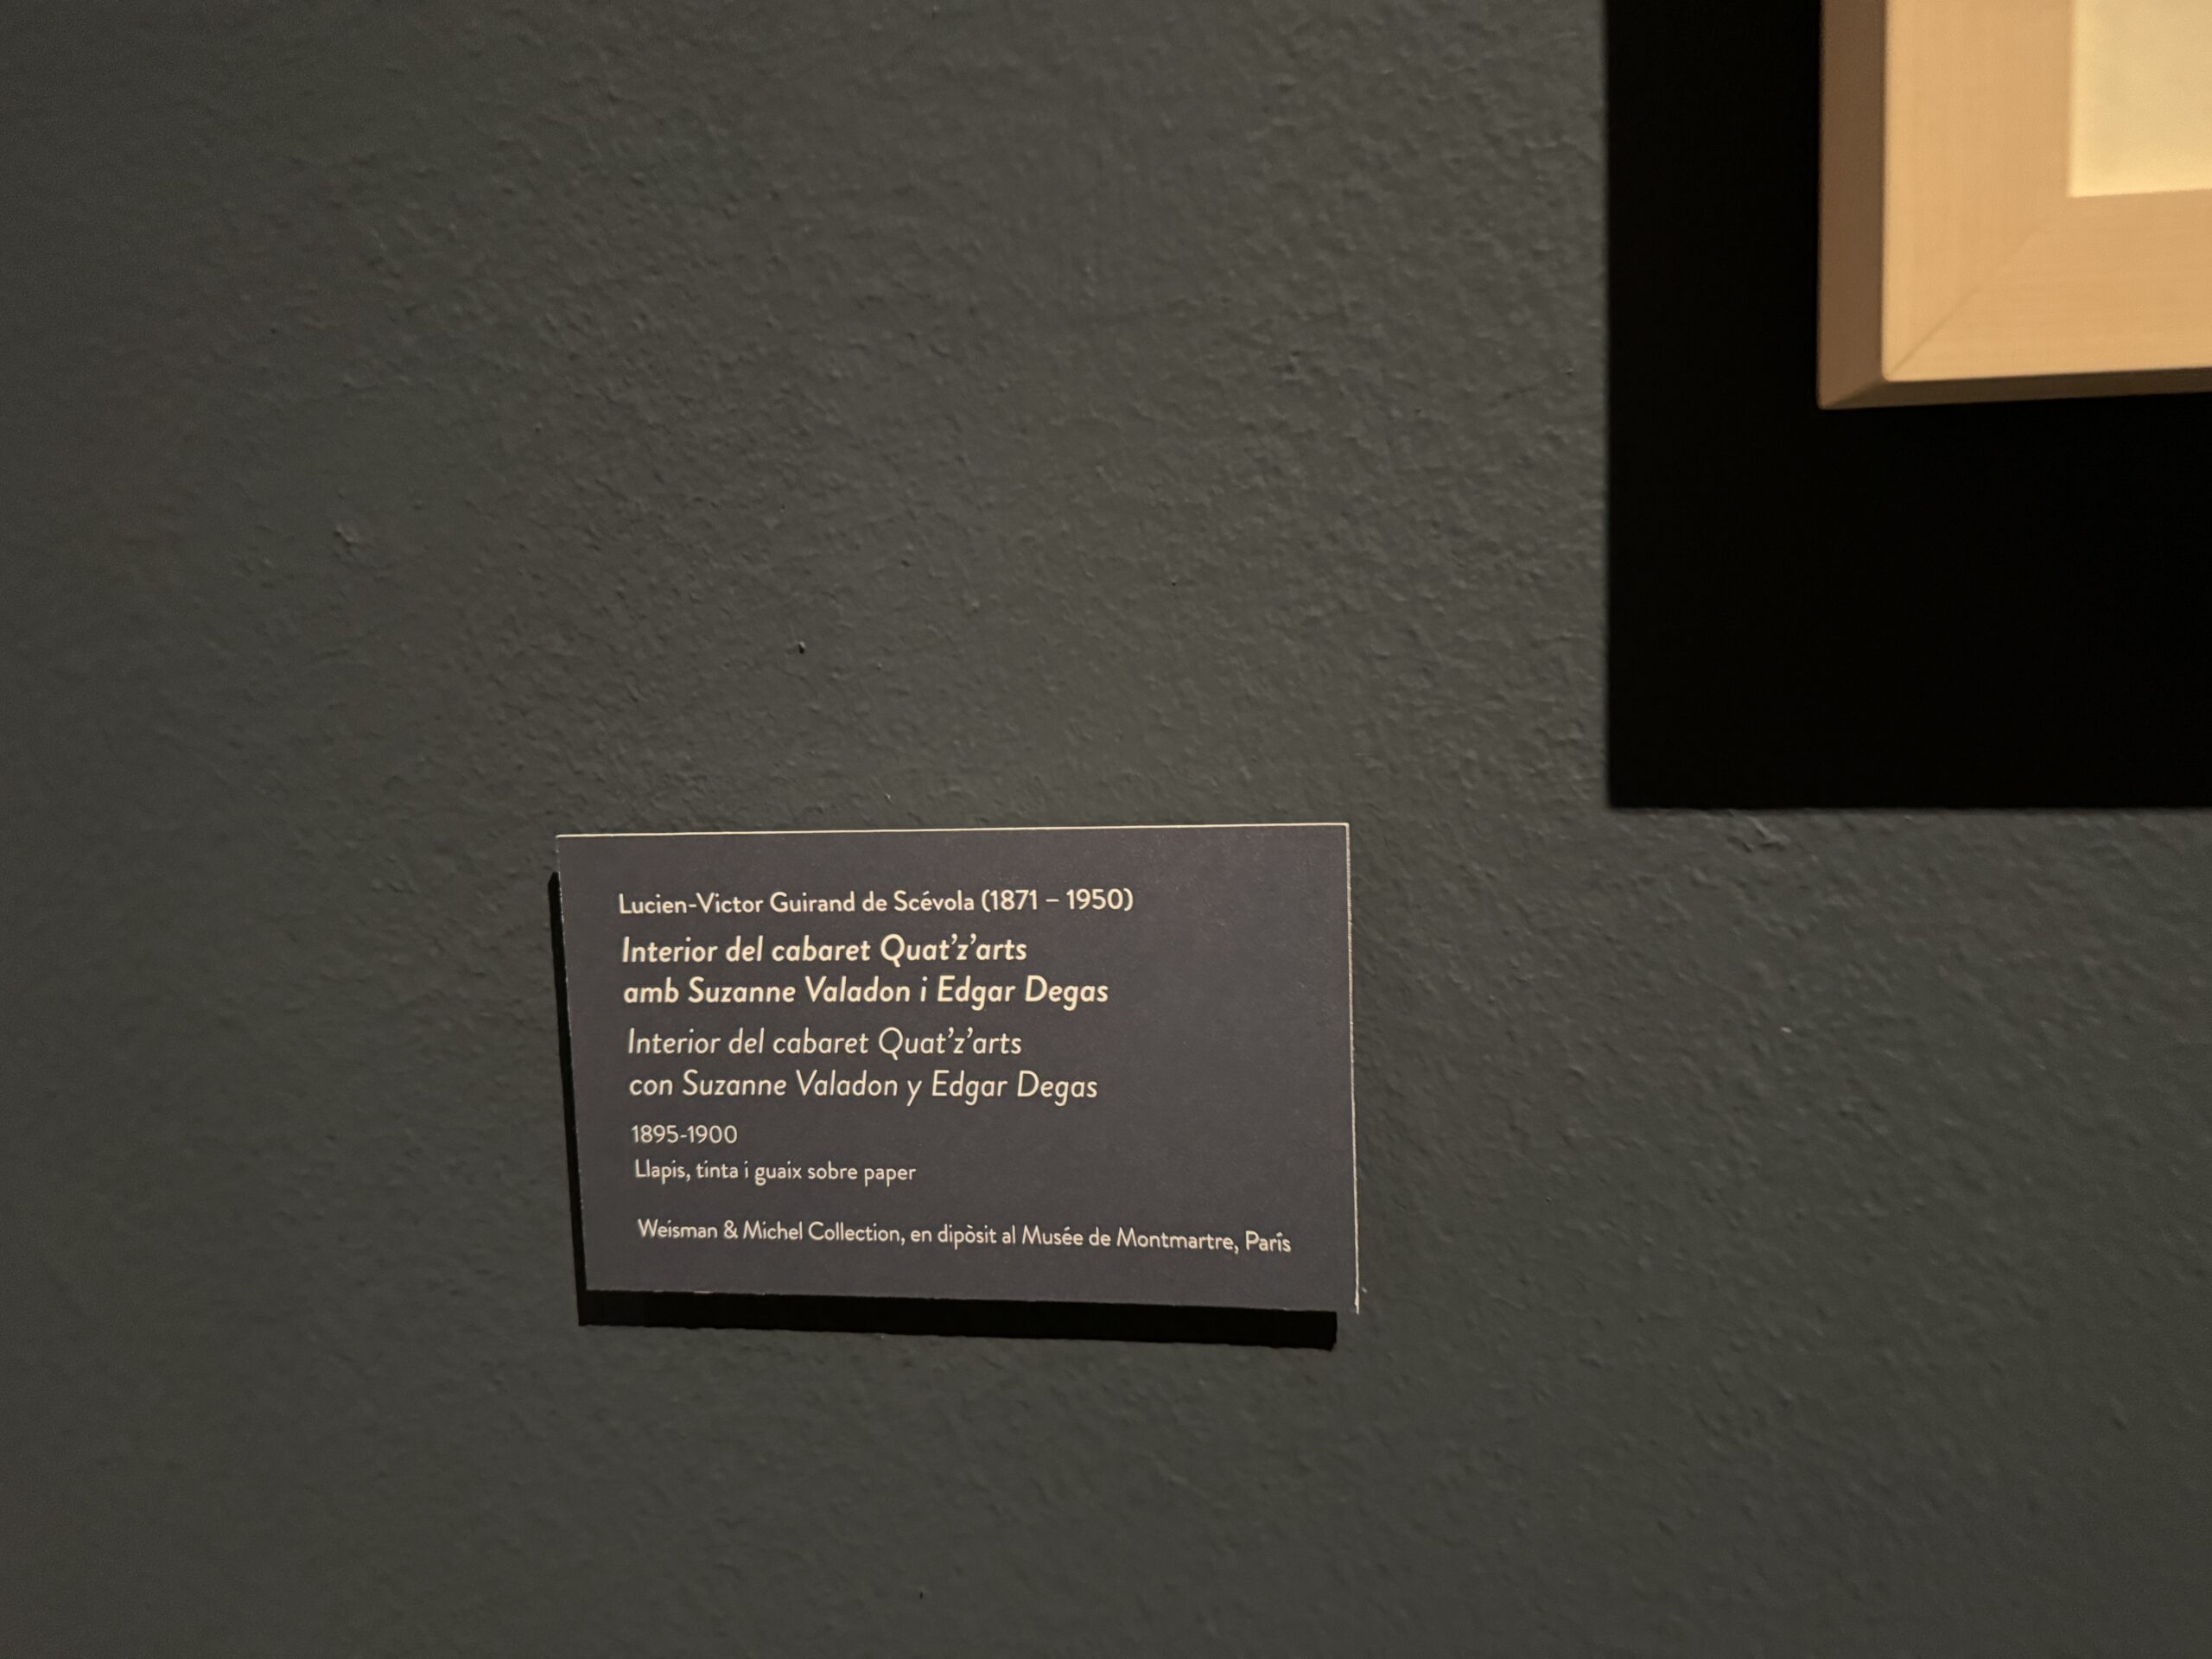 Lucien-Victor Guirand de Scévola (1871 – 1950)
Interior del cabaret Quat’z’arts
amb Suzanne Valadon i Edgar Degas
Interior del cabaret Quat’z’arts
con Suzanne Valadon y Edgar Degas
1895-1900
Llapis, tinta i guaix sobre paper
Weisman & Michel Collection, en dipòsit al Musée de Montmartre, París